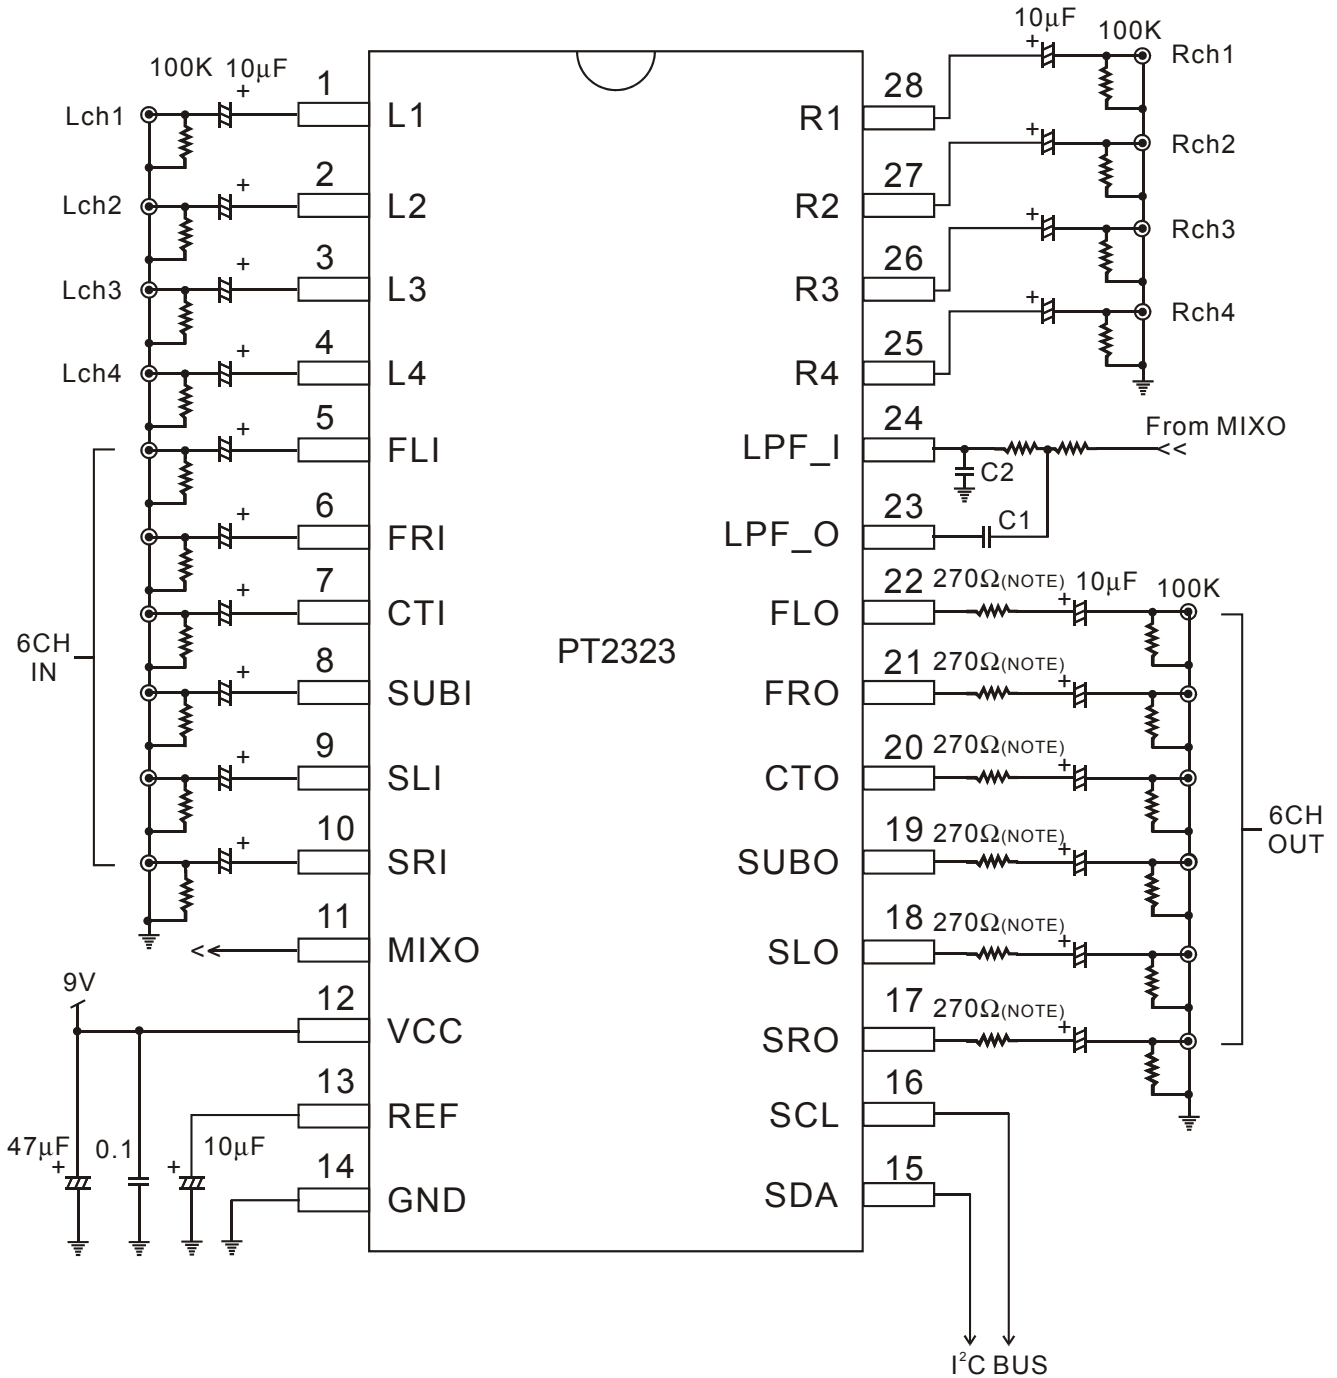 100K 10μF
Lch1
+
1
L1
Lch2
+
2
L2
Lch3
+
3
L3
Lch4
+
4
L4
+
5
FLI
+
6
FRI
+
7
CTI
6CH
IN
+
8
SUBI
+
9
SLI
+
10
SRI
11
MIXO
<<
9V
12
VCC
13
REF
47μF
+
0.1
10μF
+
14
GND
PT2323
10μF
100K
+
Rch1
28
R1
+
Rch2
27
R2
+
Rch3
26
R3
+
Rch4
25
R4
24
LPF_I
From MIXO
<<
C2
23
LPF_O
C1
22
FLO
270Ω(NOTE)
10μF
100K
+
21
FRO
270Ω(NOTE)
+
20
CTO
270Ω(NOTE)
+
19
SUBO
270Ω(NOTE)
+
6CH
OUT
18
SLO
270Ω(NOTE)
+
17
SRO
270Ω(NOTE)
+
16
SCL
15
SDA
I²C BUS